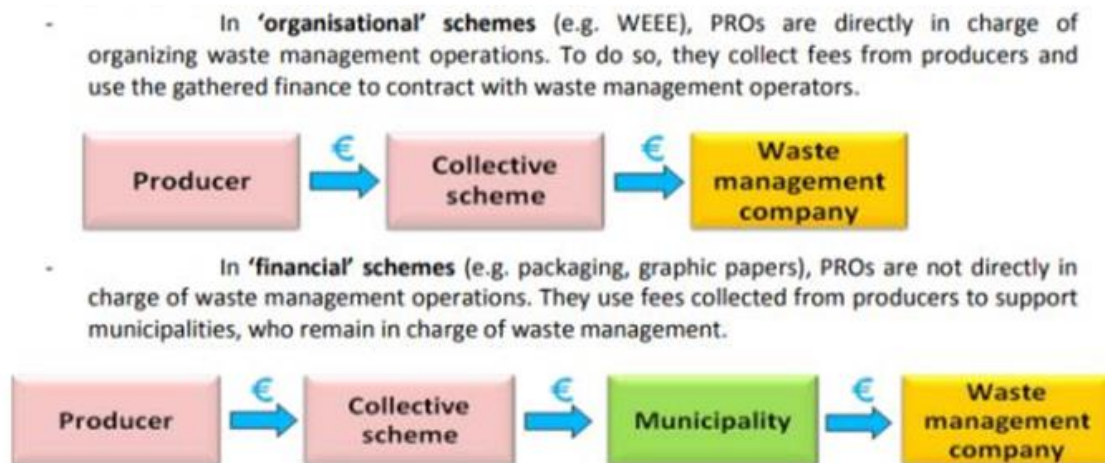 - In ‘organisational’ schemes (e.g. WEEE), PROs are directly in charge of
organizing waste management operations. To do so, they collect fees from producers and
use the gathered finance to contract with waste management operators.
€ €
Producer
Collective
scheme
Waste
management
company
- In ‘financial’ schemes (e.g. packaging, graphic papers), PROs are not directly in
charge of waste management operations. They use fees collected from producers to support
municipalities, who remain in charge of waste management.
€ € €
Producer
Collective
scheme
Municipality
Waste
management
company